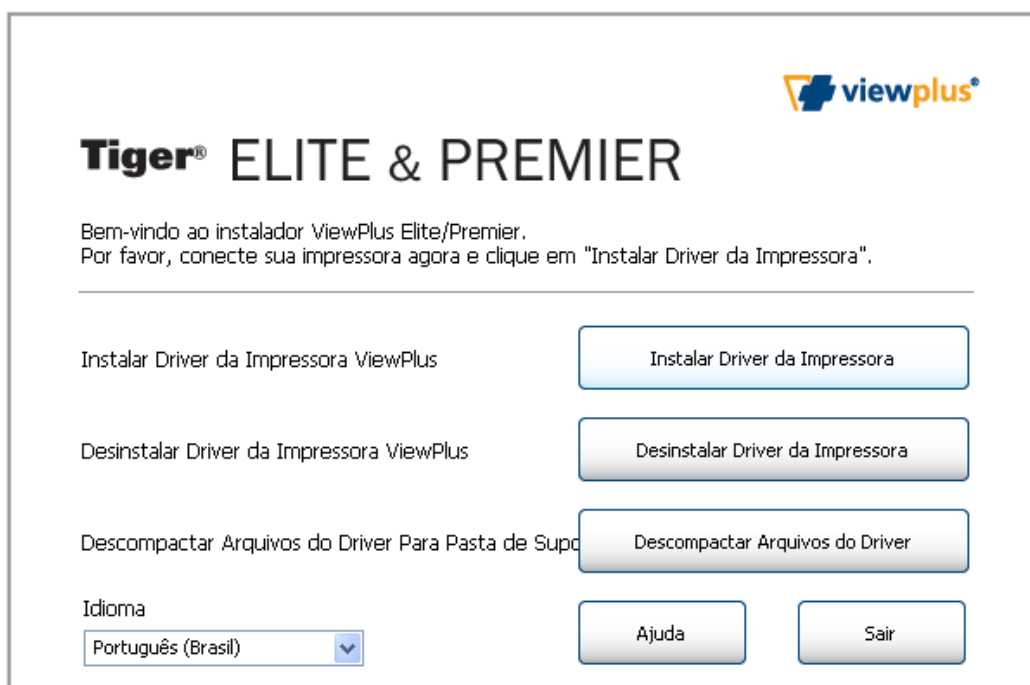 viewplus®
Tiger® ELITE & PREMIER
Bem-vindo ao instalador ViewPlus Elite/Premier.
Por favor, conecte sua impressora agora e clique em "Instalar Driver da Impressora".
Instalar Driver da Impressora ViewPlus
Instalar Driver da Impressora
Desinstalar Driver da Impressora ViewPlus
Desinstalar Driver da Impressora
Descompactar Arquivos do Driver Para Pasta de Supo
Descompactar Arquivos do Driver
Idioma
Português (Brasil)
Ajuda
Sair